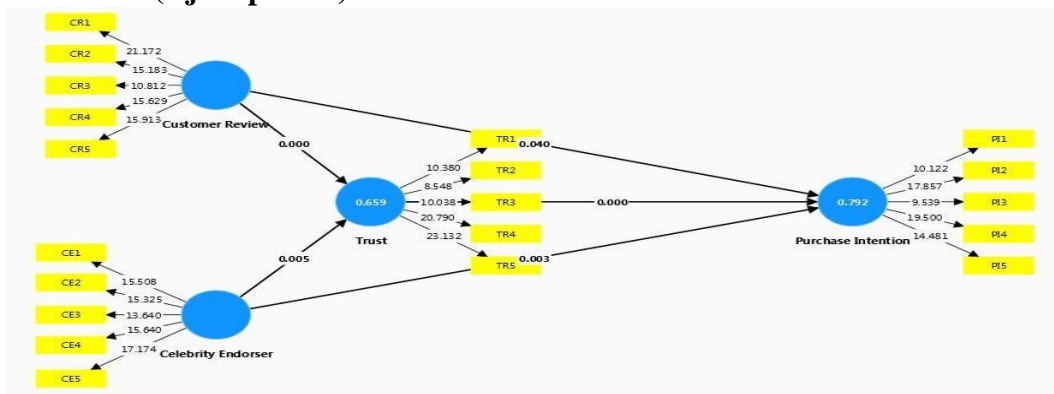 CR1
CR2
CR3
CR4
CR5
21.172
15.183
10.812
15.629
15.913
Customer Review
0.000
0.040
TR1
TR2
TR3
TR4
TR5
10.380
8.548
10.038
20.790
23.132
0.659
Trust
0.000
0.005
0.003
PI1
PI2
PI3
PI4
PI5
10.122
17.857
9.539
19.500
14.481
0.792
Purchase Intention
CE1
CE2
CE3
CE4
CE5
15.508
15.325
13.640
15.640
17.174
Celebrity Endorser